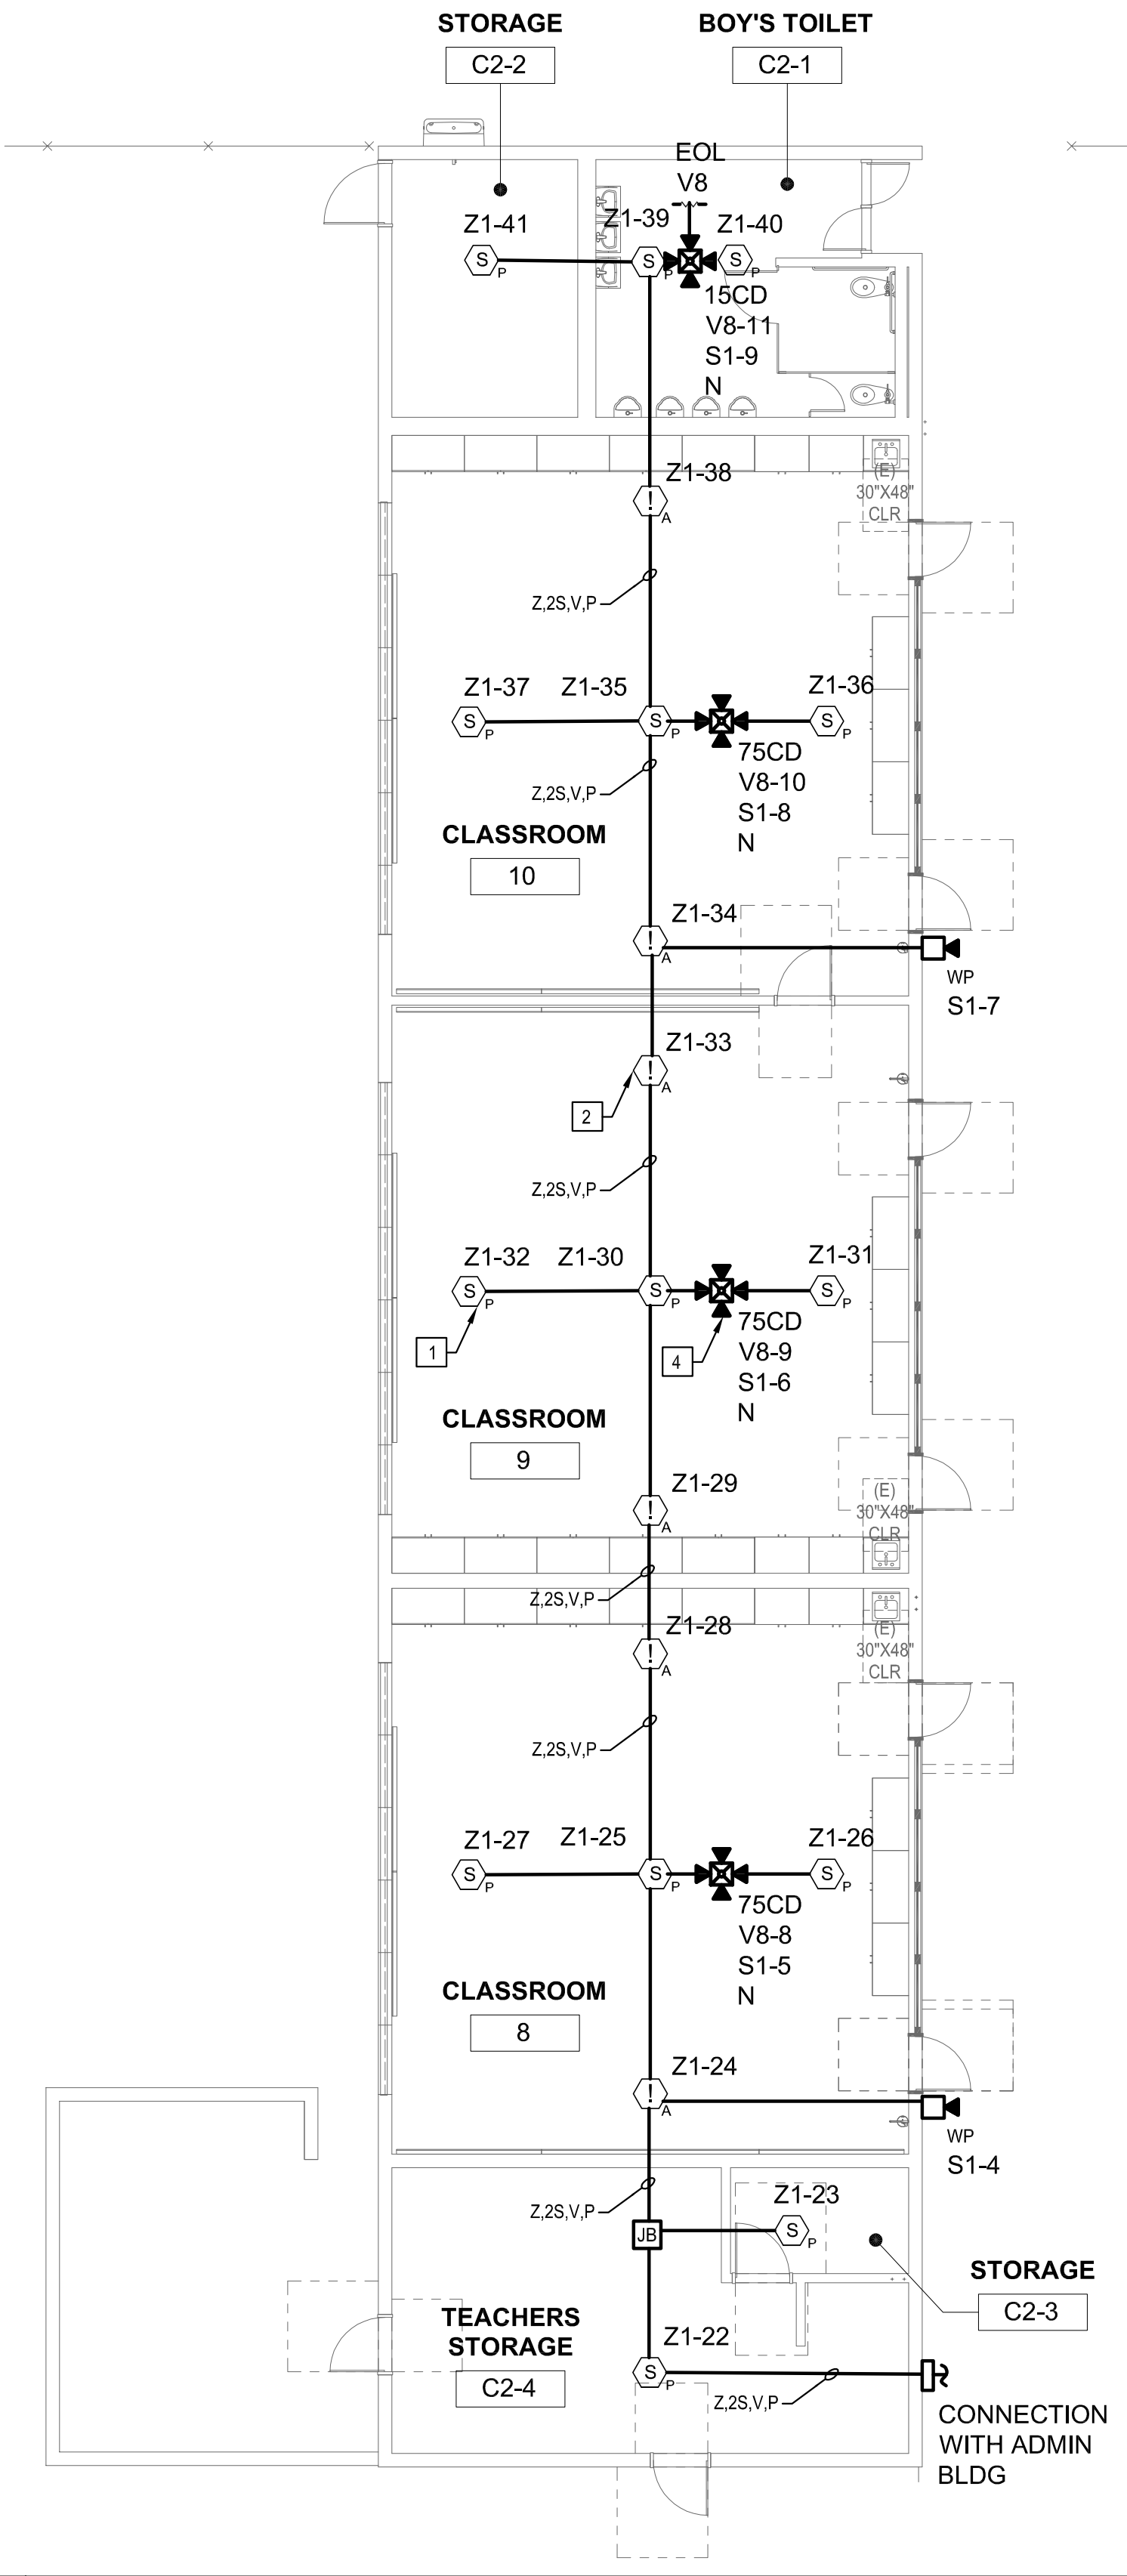 STORAGE
C2-2
BOY'S TOILET
C2-1
EOL
V8
Z1-41
Z1-39
Z1-40
S
P
S
P
S
P
15CD
V8-11
S1-9
N
Z1-38
!
A
(E)
30"X48"
CLR
Z,2S,V,P
Z1-37
Z1-35
Z1-36
S
P
S
P
S
P
75CD
V8-10
S1-8
N
Z,2S,V,P
CLASSROOM
10
Z1-34
!
A
WP
S1-7
Z1-33
!
A
2
Z,2S,V,P
Z1-32
Z1-30
Z1-31
S
P
S
P
S
P
1
4
75CD
V8-9
S1-6
N
CLASSROOM
9
Z1-29
!
A
(E)
30"X48"
CLR
Z,2S,V,P
Z1-28
!
A
(E)
30"X48"
CLR
Z,2S,V,P
Z1-27
Z1-25
Z1-26
S
P
S
P
S
P
75CD
V8-8
S1-5
N
CLASSROOM
8
Z1-24
!
A
WP
S1-4
Z,2S,V,P
Z1-23
JB
S
P
STORAGE
C2-3
TEACHERS
STORAGE
C2-4
Z1-22
S
P
Z,2S,V,P
CONNECTION
WITH ADMIN
BLDG